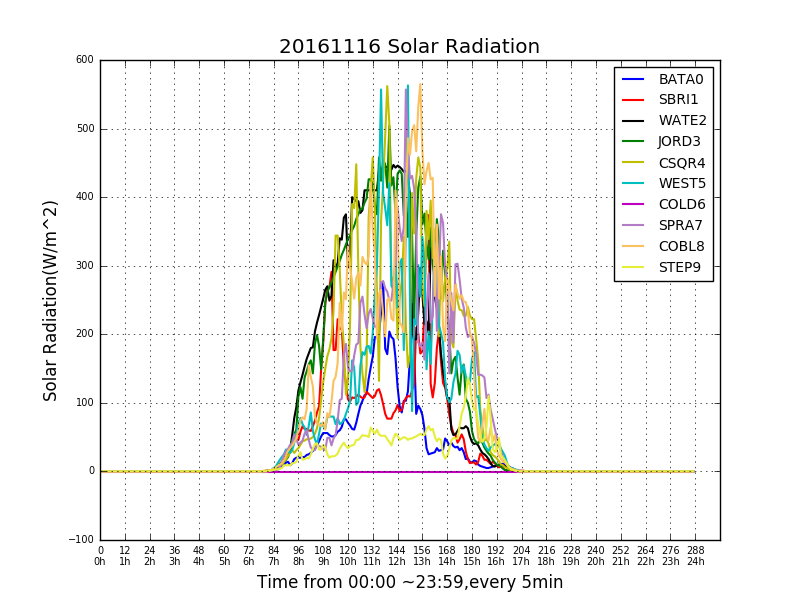 20161116 Solar Radiation
600
500
400
300
200
100
0
−100
Solar Radiation(W/m^2)
BATA0
SBRI1
WATE2
JORD3
CSQR4
WEST5
COLD6
SPRA7
COBL8
STEP9
0 12 24 36 48 60 72 84 96 108 120 132 144 156 168 180 192 204 216 228 240 252 264 276 288
0h 1h 2h 3h 4h 5h 6h 7h 8h 9h 10h 11h 12h 13h 14h 15h 16h 17h 18h 19h 20h 21h 22h 23h 24h
Time from 00:00 ~23:59,every 5min